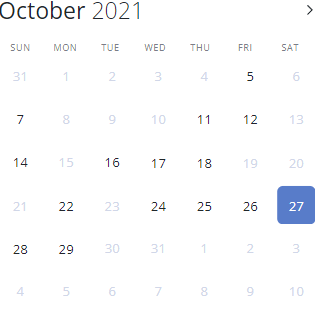 October 2021
SUN MON TUE WED THU FRI SAT
31 1 2 3 4 5 6
7 8 9 10 11 12 13
14 15 16 17 18 19 20
21 22 23 24 25 26 27
28 29 30 31 1 2 3
4 5 6 7 8 9 10